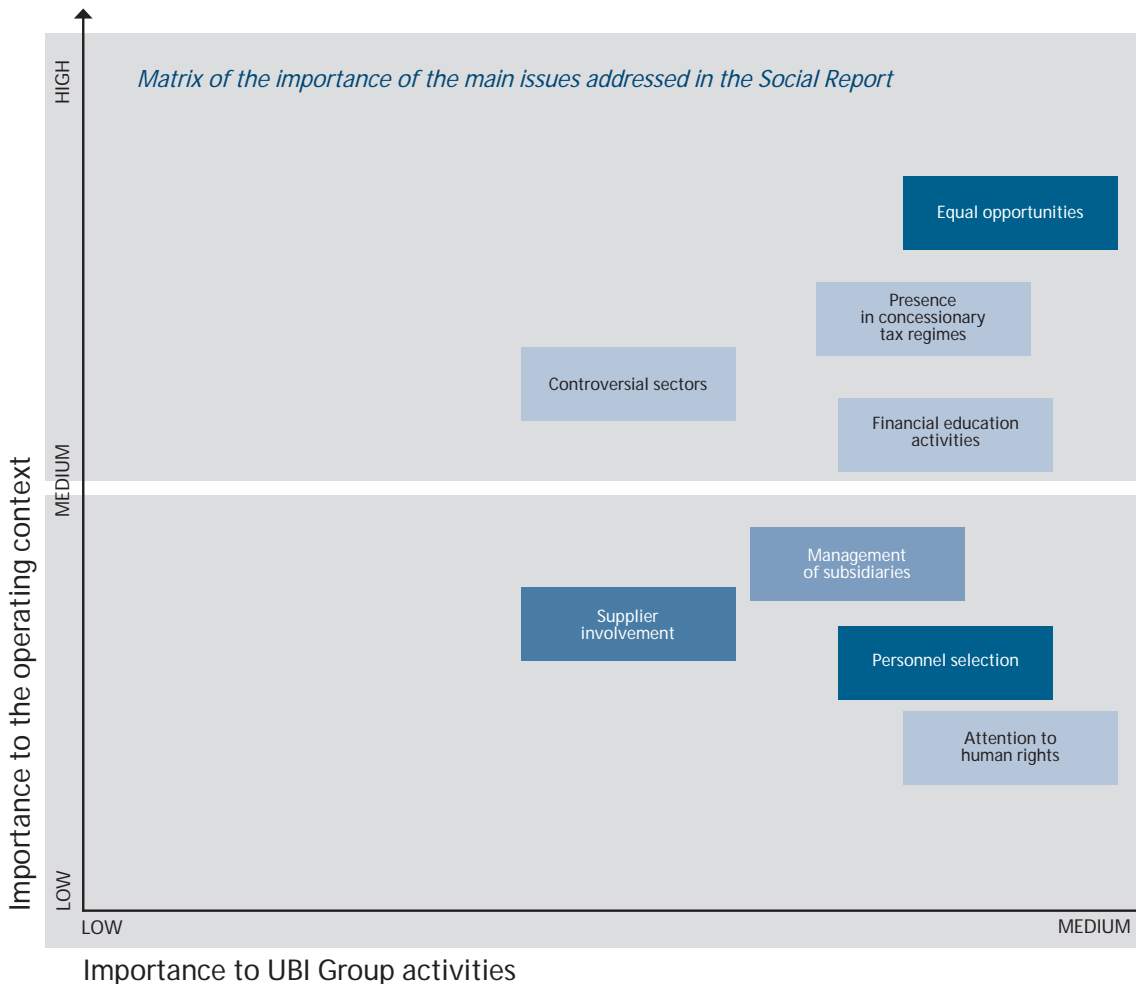 HIGH
Matrix of the importance of the main issues addressed in the Social Report
Equal opportunities
Presence
in concessionary
tax regimes
Controversial sectors
Financial education
activities
MEDIUM
Importance to the operating context
Management
of subsidiaries
Supplier
involvement
Personnel selection
Attention to
human rights
LOW
LOW
MEDIUM
Importance to UBI Group activities